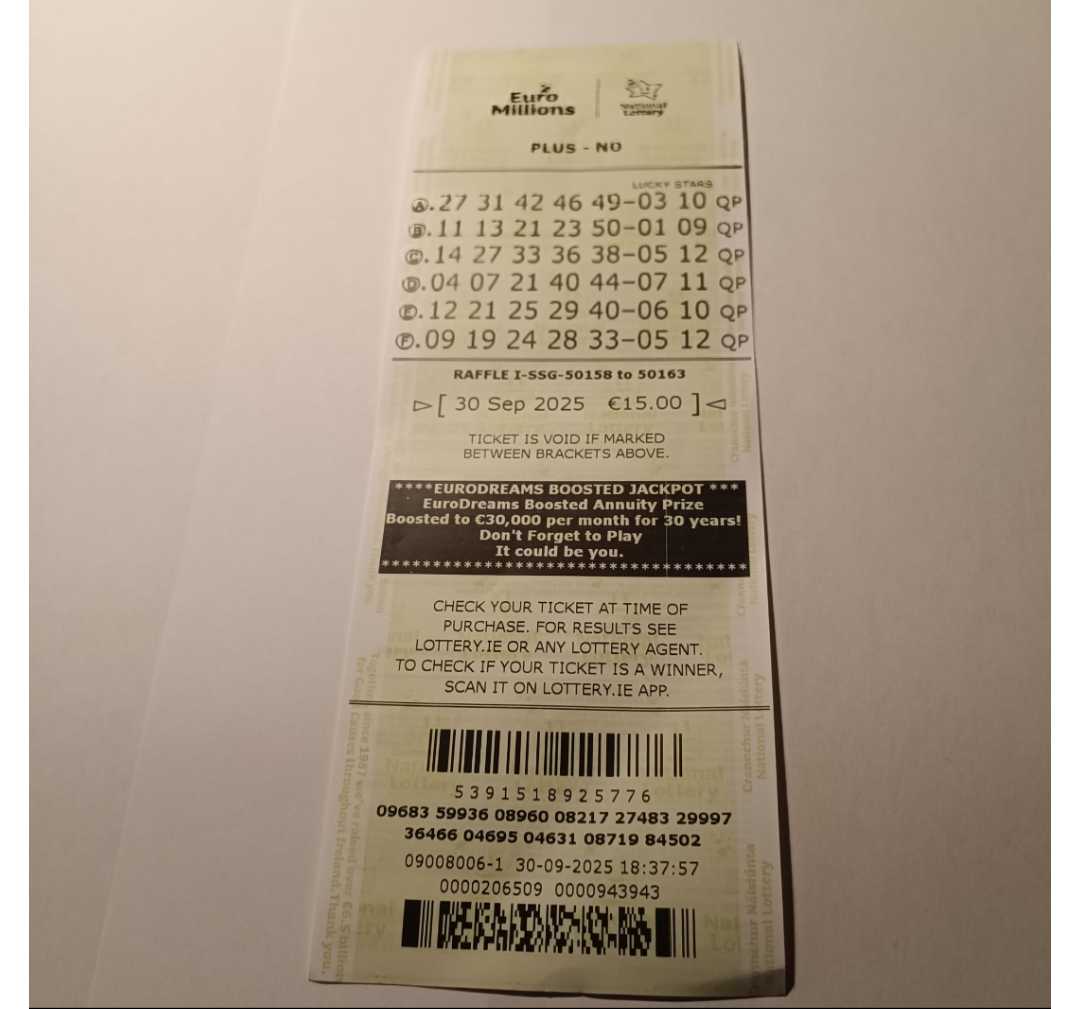 Euro
Millions
National
Lottery
PLUS - NO
LUCKY STARS
A.27 31 42 46 49-03 10 QP
B.11 13 21 23 50-01 09 QP
C.14 27 33 36 38-05 12 QP
D.04 07 21 40 44-07 11 QP
E.12 21 25 29 40-06 10 QP
F.09 19 24 28 33-05 12 QP
RAFFLE I-SSG-50158 to 50163
[ 30 Sep 2025 €15.00 ]
TICKET IS VOID IF MARKED
BETWEEN BRACKETS ABOVE.
****EURODREAMS BOOSTED JACKPOT ***
EuroDreams Boosted Annuity Prize
Boosted to €30,000 per month for 30 years!
Don't Forget to Play
It could be you.
***********************************
CHECK YOUR TICKET AT TIME OF
PURCHASE. FOR RESULTS SEE
LOTTERY.IE OR ANY LOTTERY AGENT.
TO CHECK IF YOUR TICKET IS A WINNER,
SCAN IT ON LOTTERY.IE APP.
5391518925776
09683 59936 08960 08217 27483 29997
36466 04695 04631 08719 84502
09008006-1 30-09-2025 18:37:57
0000206509 0000943943
Crannchur Náisiúnta
National Lottery